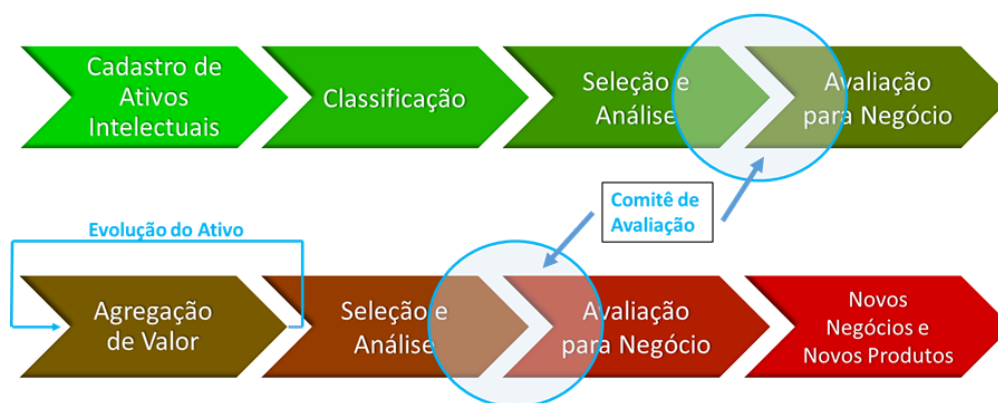 Cadastro de
Ativos
Intelectuais
Classificação
Seleção e
Análise
Avaliação
para Negócio
Comitê de
Avaliação
Evolução do Ativo
Agregação
de Valor
Seleção e
Análise
Avaliação
para Negócio
Novos
Negócios e
Novos Produtos